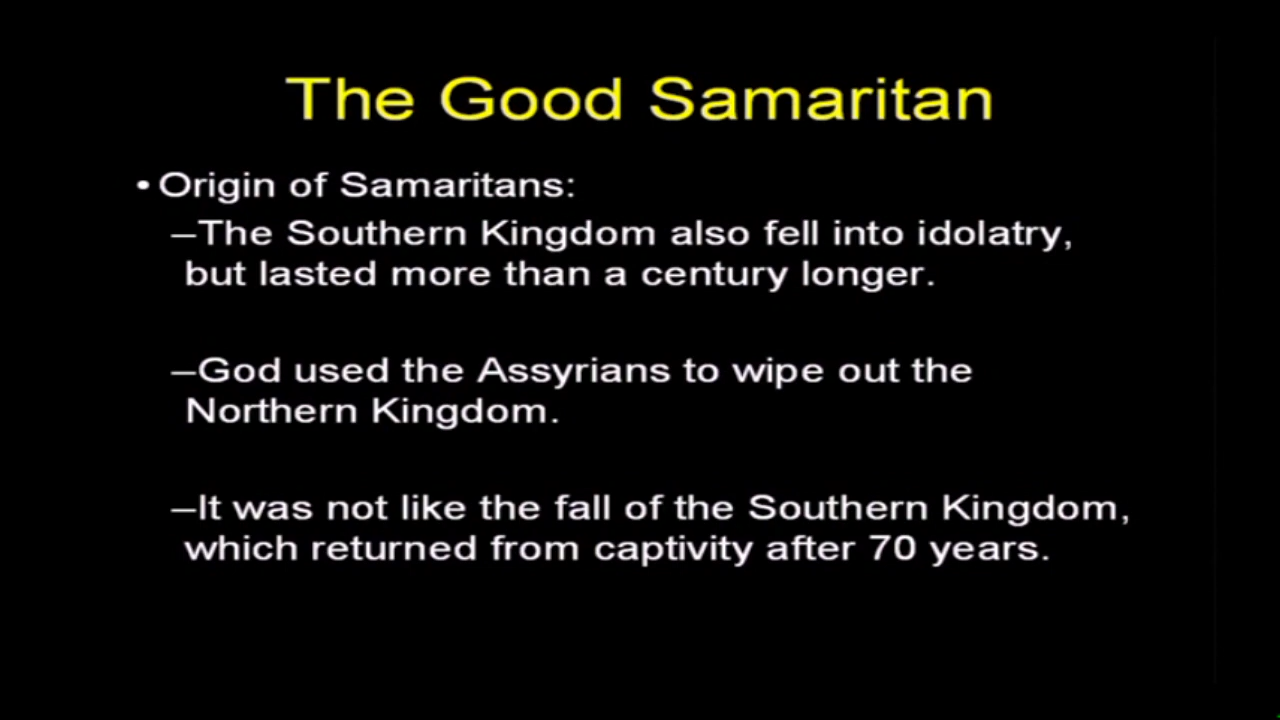 The Good Samaritan
• Origin of Samaritans:
–The Southern Kingdom also fell into idolatry,
but lasted more than a century longer.
–God used the Assyrians to wipe out the
Northern Kingdom.
–It was not like the fall of the Southern Kingdom,
which returned from captivity after 70 years.